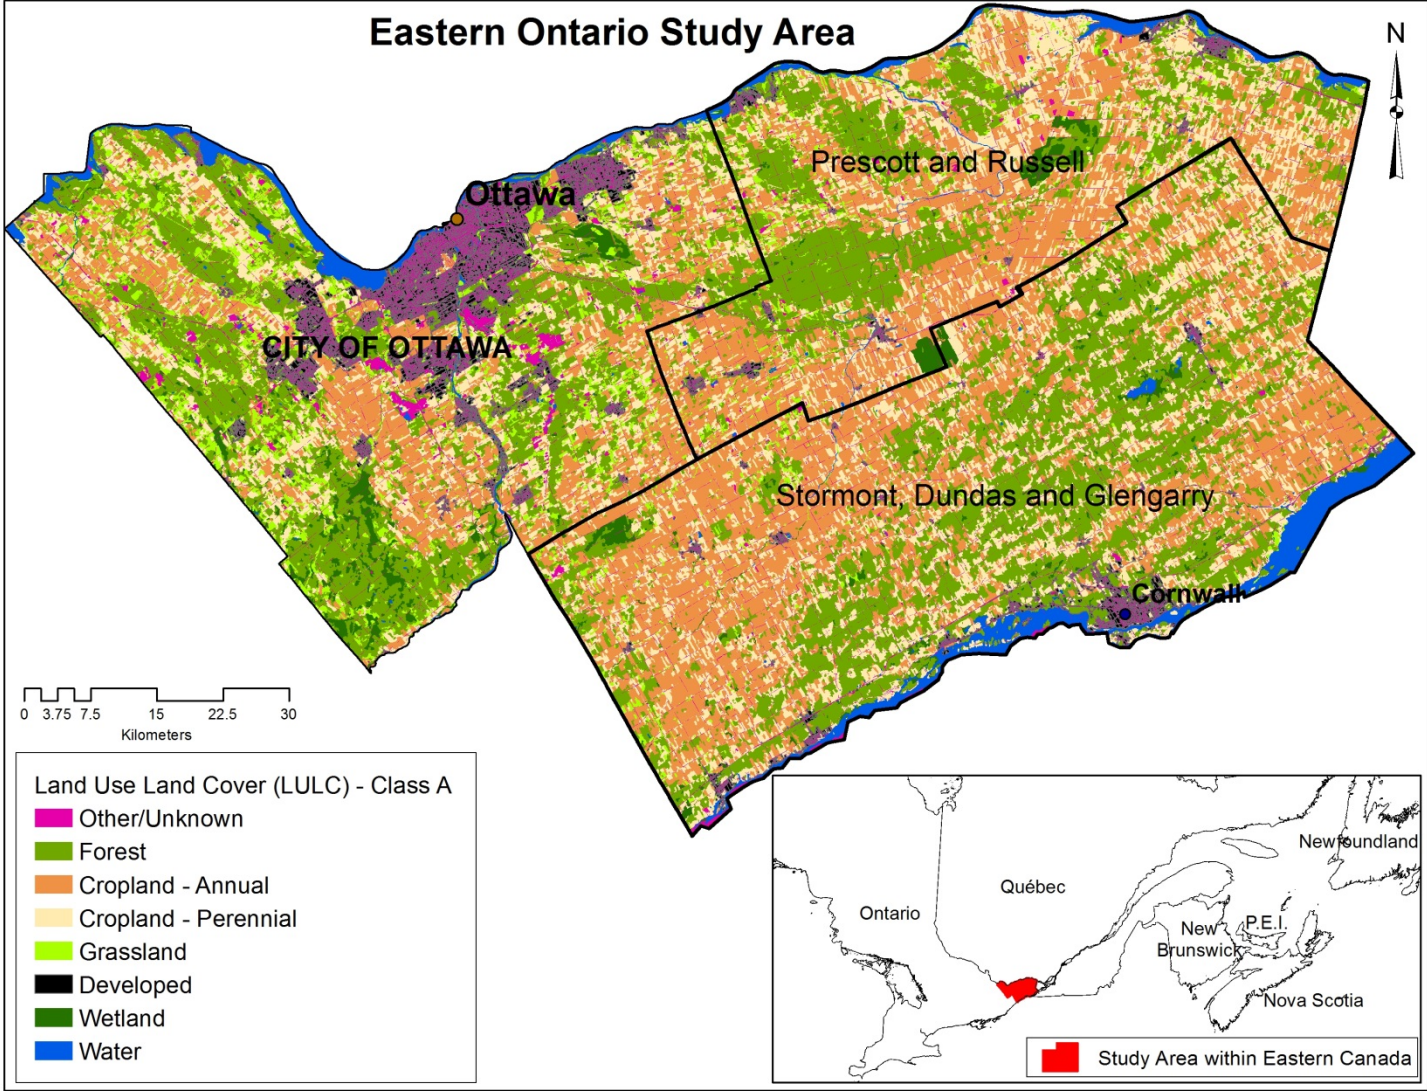 Eastern Ontario Study Area
N
Prescott and Russell
Ottawa
CITY OF OTTAWA
Stormont, Dundas and Glengarry
Cornwall
0 3.75 7.5 15 22.5 30
Kilometers
Land Use Land Cover (LULC) - Class A
Other/Unknown
Forest
Cropland - Annual
Cropland - Perennial
Grassland
Developed
Wetland
Water
Newfoundland
Québec
Ontario
New
Brunswick
P.E.I.
Nova Scotia
Study Area within Eastern Canada